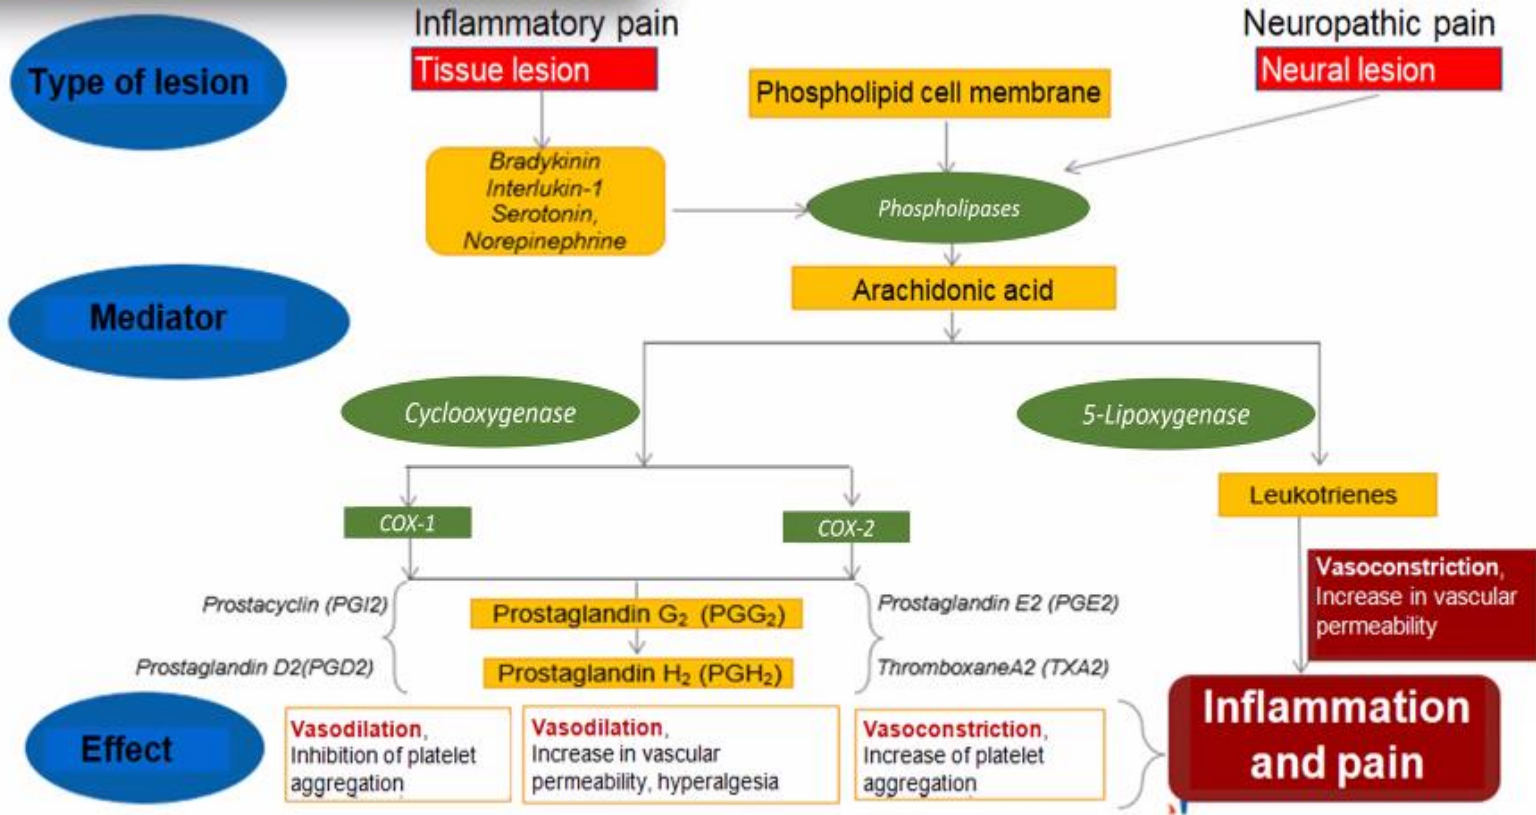 Inflammatory pain
Neuropathic pain
Type of lesion
Tissue lesion
Neural lesion
Phospholipid cell membrane
Bradykinin
Interlukin-1
Serotonin,
Norepinephrine
Phospholipases
Mediator
Arachidonic acid
Cyclooxygenase
5-Lipoxygenase
COX-1
COX-2
Leukotrienes
Vasoconstriction,
Increase in vascular
permeability
Prostacyclin (PGI2)
Prostaglandin D2(PGD2)
Prostaglandin G₂ (PGG₂)
Prostaglandin H₂ (PGH₂)
Prostaglandin E2 (PGE2)
ThromboxaneA2 (TXA2)
Effect
Vasodilation,
Inhibition of platelet
aggregation
Vasodilation,
Increase in vascular
permeability, hyperalgesia
Vasoconstriction,
Increase of platelet
aggregation
Inflammation
and pain